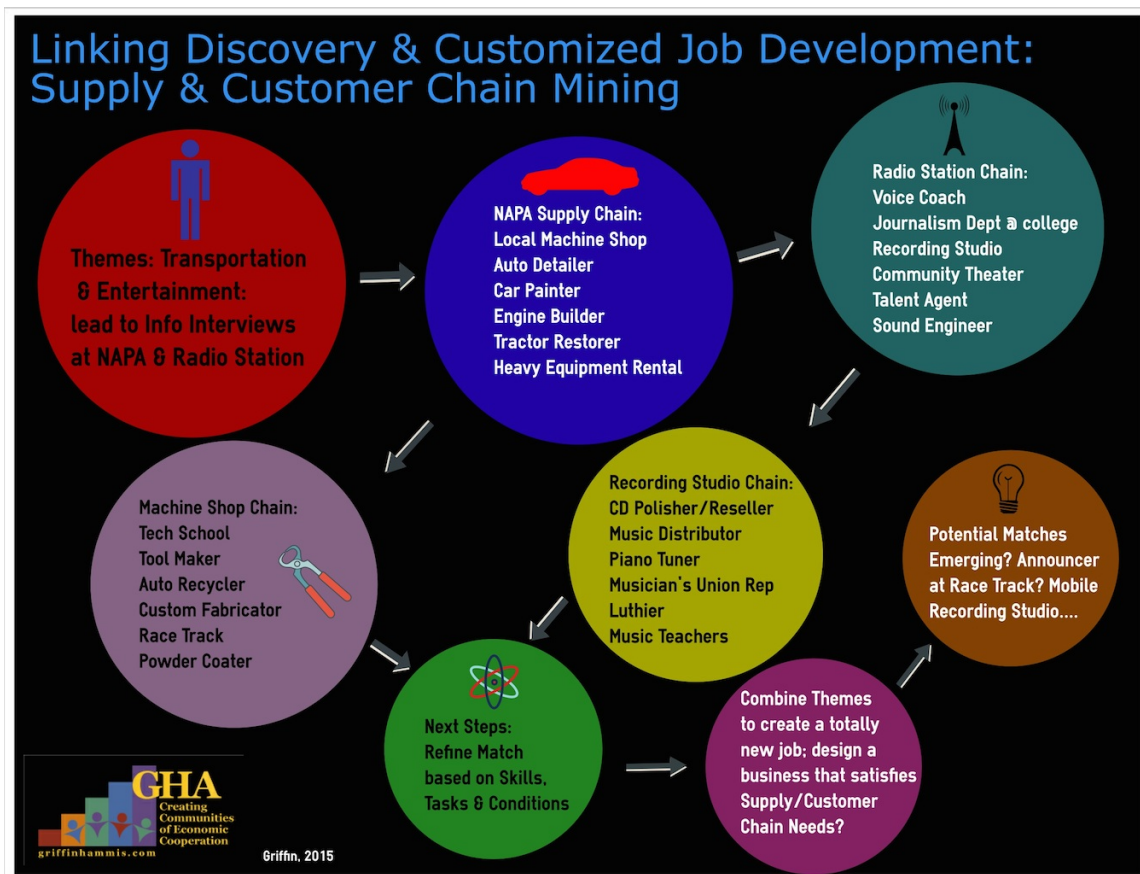 Linking Discovery & Customized Job Development:
Supply & Customer Chain Mining
Themes: Transportation
& Entertainment:
lead to Info Interviews
at NAPA & Radio Station
NAPA Supply Chain:
Local Machine Shop
Auto Detailer
Car Painter
Engine Builder
Tractor Restorer
Heavy Equipment Rental
Radio Station Chain:
Voice Coach
Journalism Dept @ college
Recording Studio
Community Theater
Talent Agent
Sound Engineer
Machine Shop Chain:
Tech School
Tool Maker
Auto Recycler
Custom Fabricator
Race Track
Powder Coater
Recording Studio Chain:
CD Polisher/Reseller
Music Distributor
Piano Tuner
Musician's Union Rep
Luthier
Music Teachers
Next Steps:
Refine Match
based on Skills,
Tasks & Conditions
Combine Themes
to create a totally
new job; design a
business that satisfies
Supply/Customer
Chain Needs?
Potential Matches
Emerging? Announcer
at Race Track? Mobile
Recording Studio....
GHA
Creating
Communities
of Economic
Cooperation
griffinhammis.com
Griffin, 2015